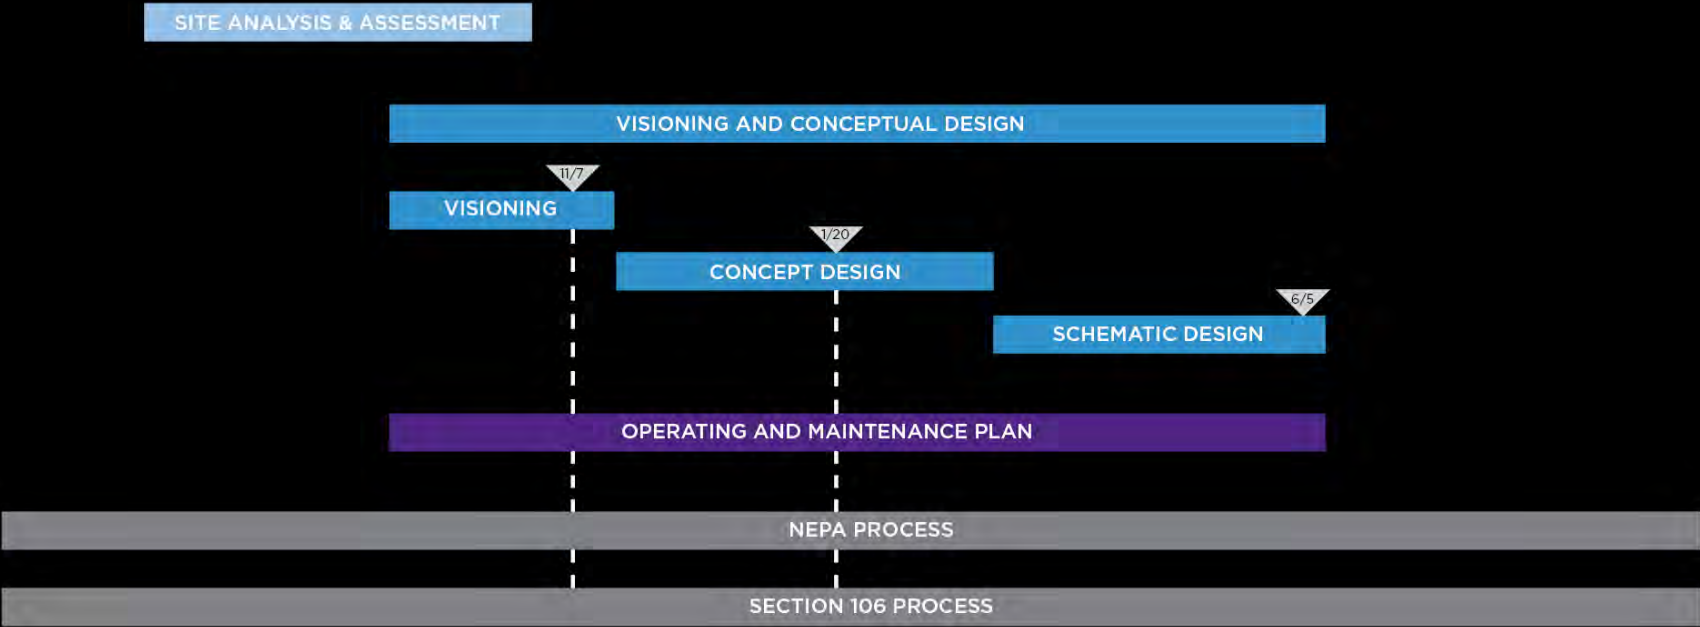 SITE ANALYSIS & ASSESSMENT
VISIONING AND CONCEPTUAL DESIGN
11/7
VISIONING
1/20
CONCEPT DESIGN
6/5
SCHEMATIC DESIGN
OPERATING AND MAINTENANCE PLAN
NEPA PROCESS
SECTION 106 PROCESS